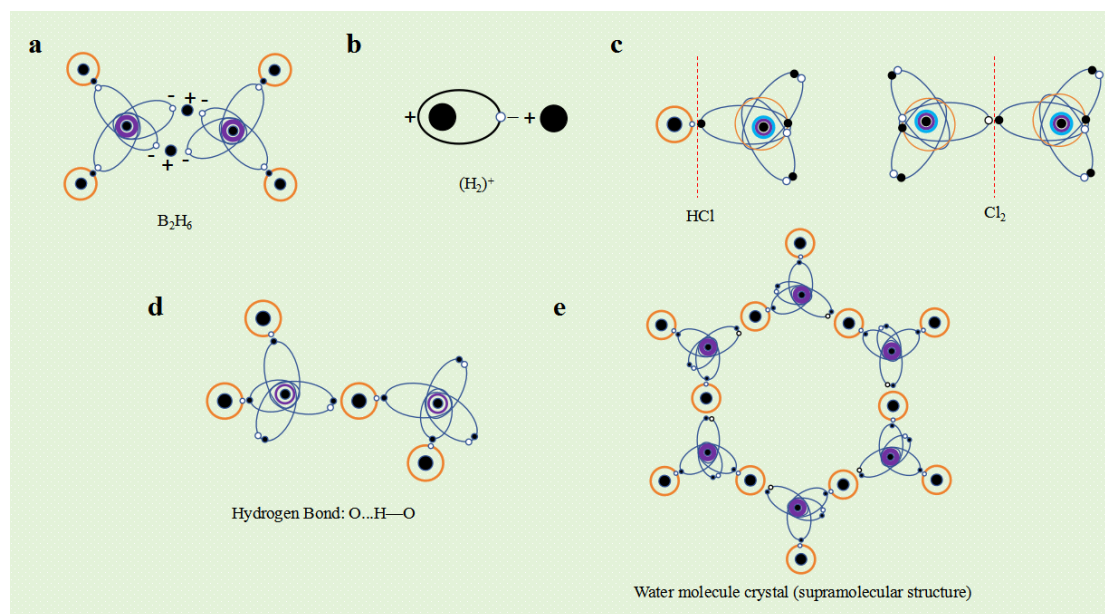 a
b
c
- + -
- + -
B₂H₆
+ − +
(H₂)⁺
HCl
Cl₂
d
e
Hydrogen Bond: O...H—O
Water molecule crystal (supramolecular structure)